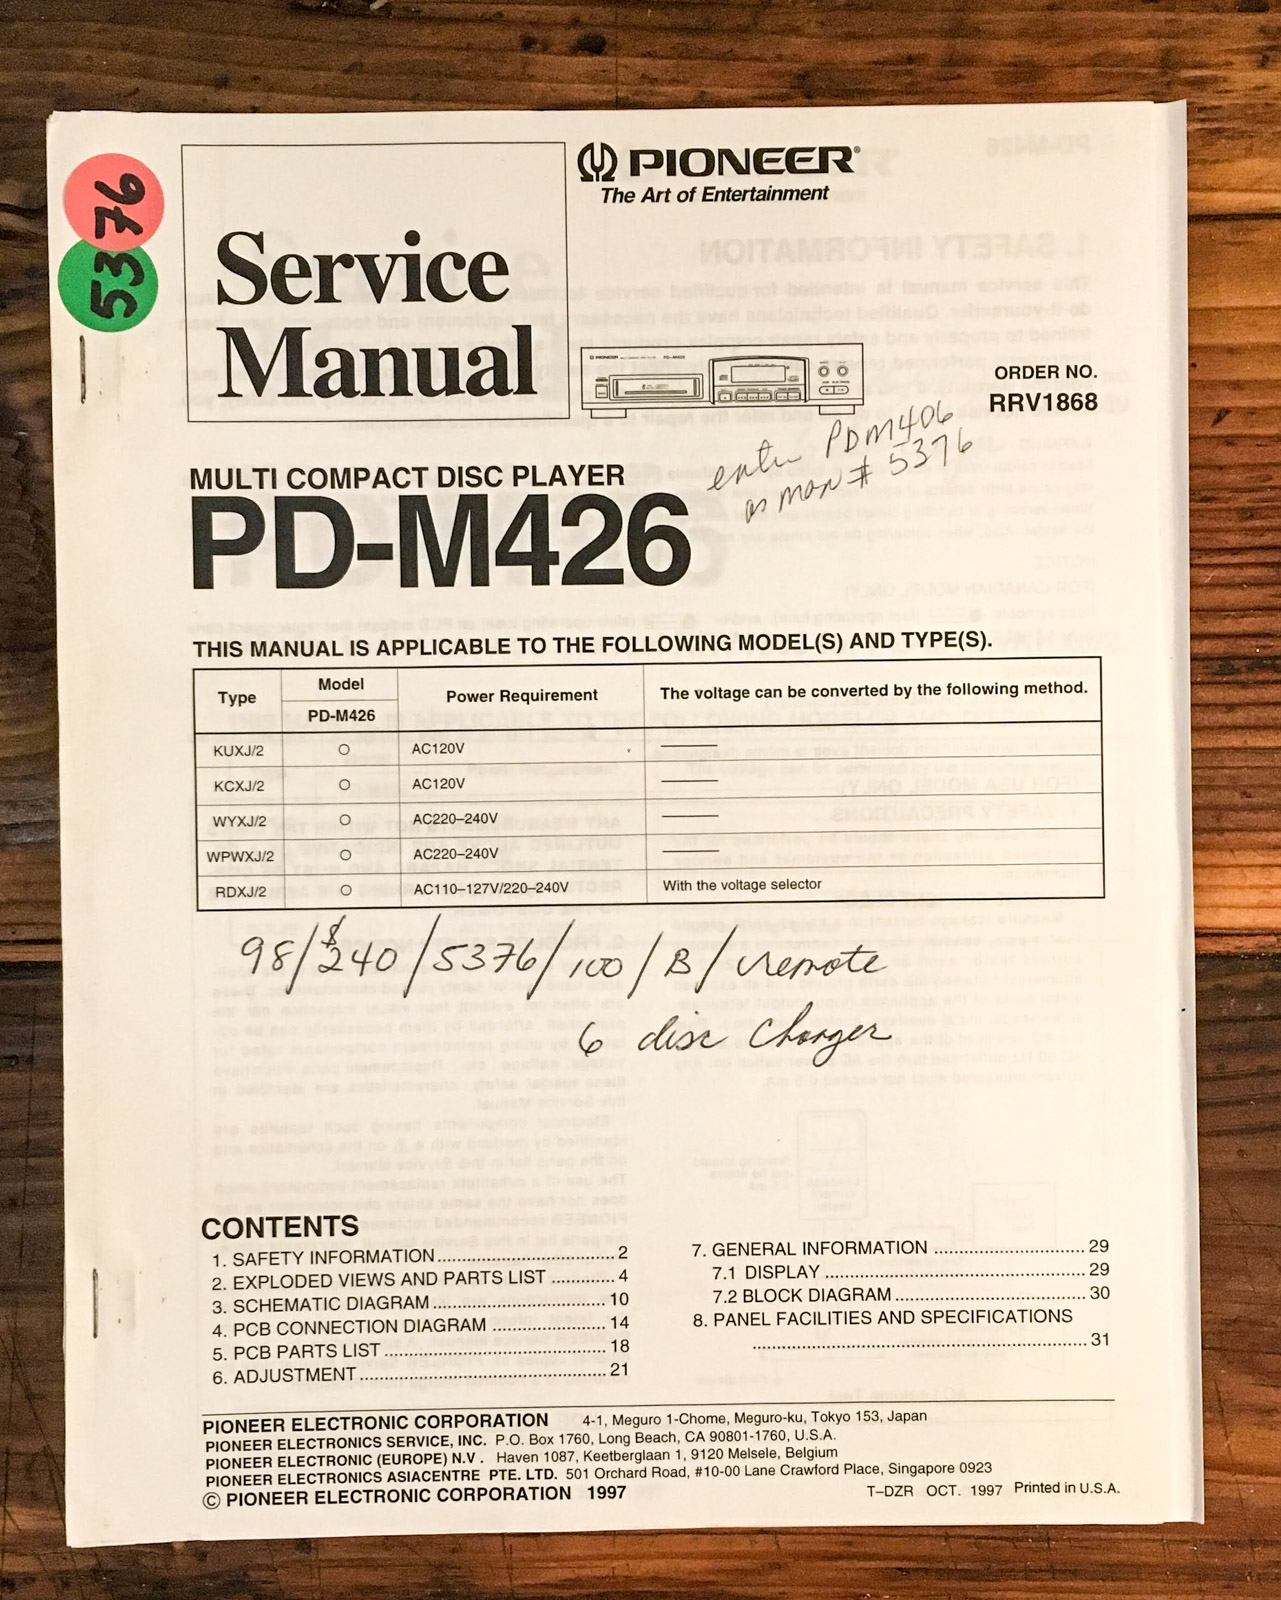 5376
Service
Manual
PIONEER®
The Art of Entertainment
PIONEER
PD-M426
ORDER NO.
RRV1868
enter PDM406
as man # 5376
MULTI COMPACT DISC PLAYER
PD-M426
THIS MANUAL IS APPLICABLE TO THE FOLLOWING MODEL(S) AND TYPE(S).
Type Model Power Requirement The voltage can be converted by the following method.
PD-M426
KUXJ/2 ○ AC120V ———
KCXJ/2 ○ AC120V ———
WYXJ/2 ○ AC220–240V ———
WPWXJ/2 ○ AC220–240V ———
RDXJ/2 ○ AC110–127V/220–240V With the voltage selector
98/$240/5376/100/B/remote
6 disc Changer
CONTENTS
1. SAFETY INFORMATION ........ 2
2. EXPLODED VIEWS AND PARTS LIST ........ 4
3. SCHEMATIC DIAGRAM ........ 10
4. PCB CONNECTION DIAGRAM ........ 14
5. PCB PARTS LIST ........ 18
6. ADJUSTMENT ........ 21
7. GENERAL INFORMATION ........ 29
7.1 DISPLAY ........ 29
7.2 BLOCK DIAGRAM ........ 30
8. PANEL FACILITIES AND SPECIFICATIONS
........ 31
PIONEER ELECTRONIC CORPORATION 4-1, Meguro 1-Chome, Meguro-ku, Tokyo 153, Japan
PIONEER ELECTRONICS SERVICE, INC. P.O. Box 1760, Long Beach, CA 90801-1760, U.S.A.
PIONEER ELECTRONIC (EUROPE) N.V. Haven 1087, Keetberglaan 1, 9120 Melsele, Belgium
PIONEER ELECTRONICS ASIACENTRE PTE. LTD. 501 Orchard Road, #10-00 Lane Crawford Place, Singapore 0923
© PIONEER ELECTRONIC CORPORATION 1997
T–DZR OCT. 1997 Printed in U.S.A.